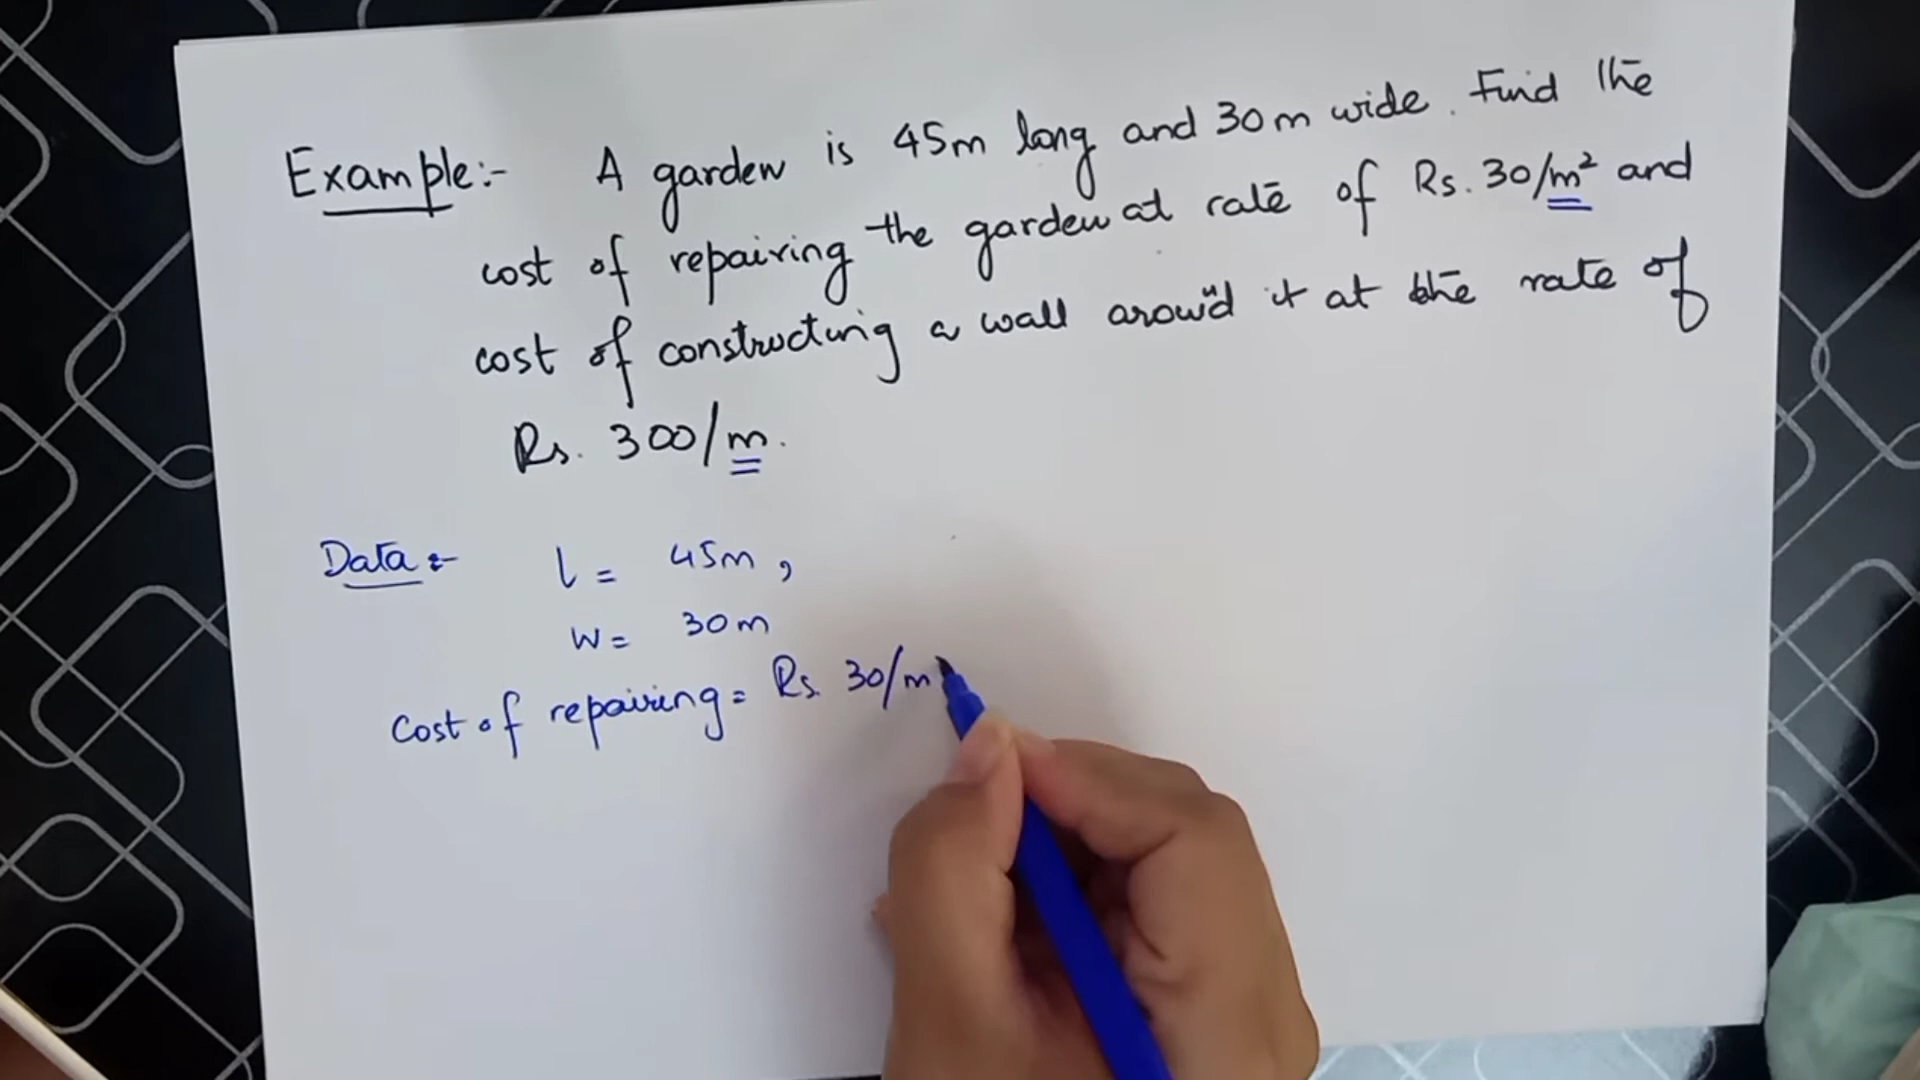 Example:- A garden is 45m long and 30m wide. Find the
cost of repairing the garden at rate of Rs. 30/m² and
cost of constructing a wall around it at the rate of
Rs. 300/m.
Data:- l = 45m,
w = 30m
Cost of repairing = Rs. 30/m